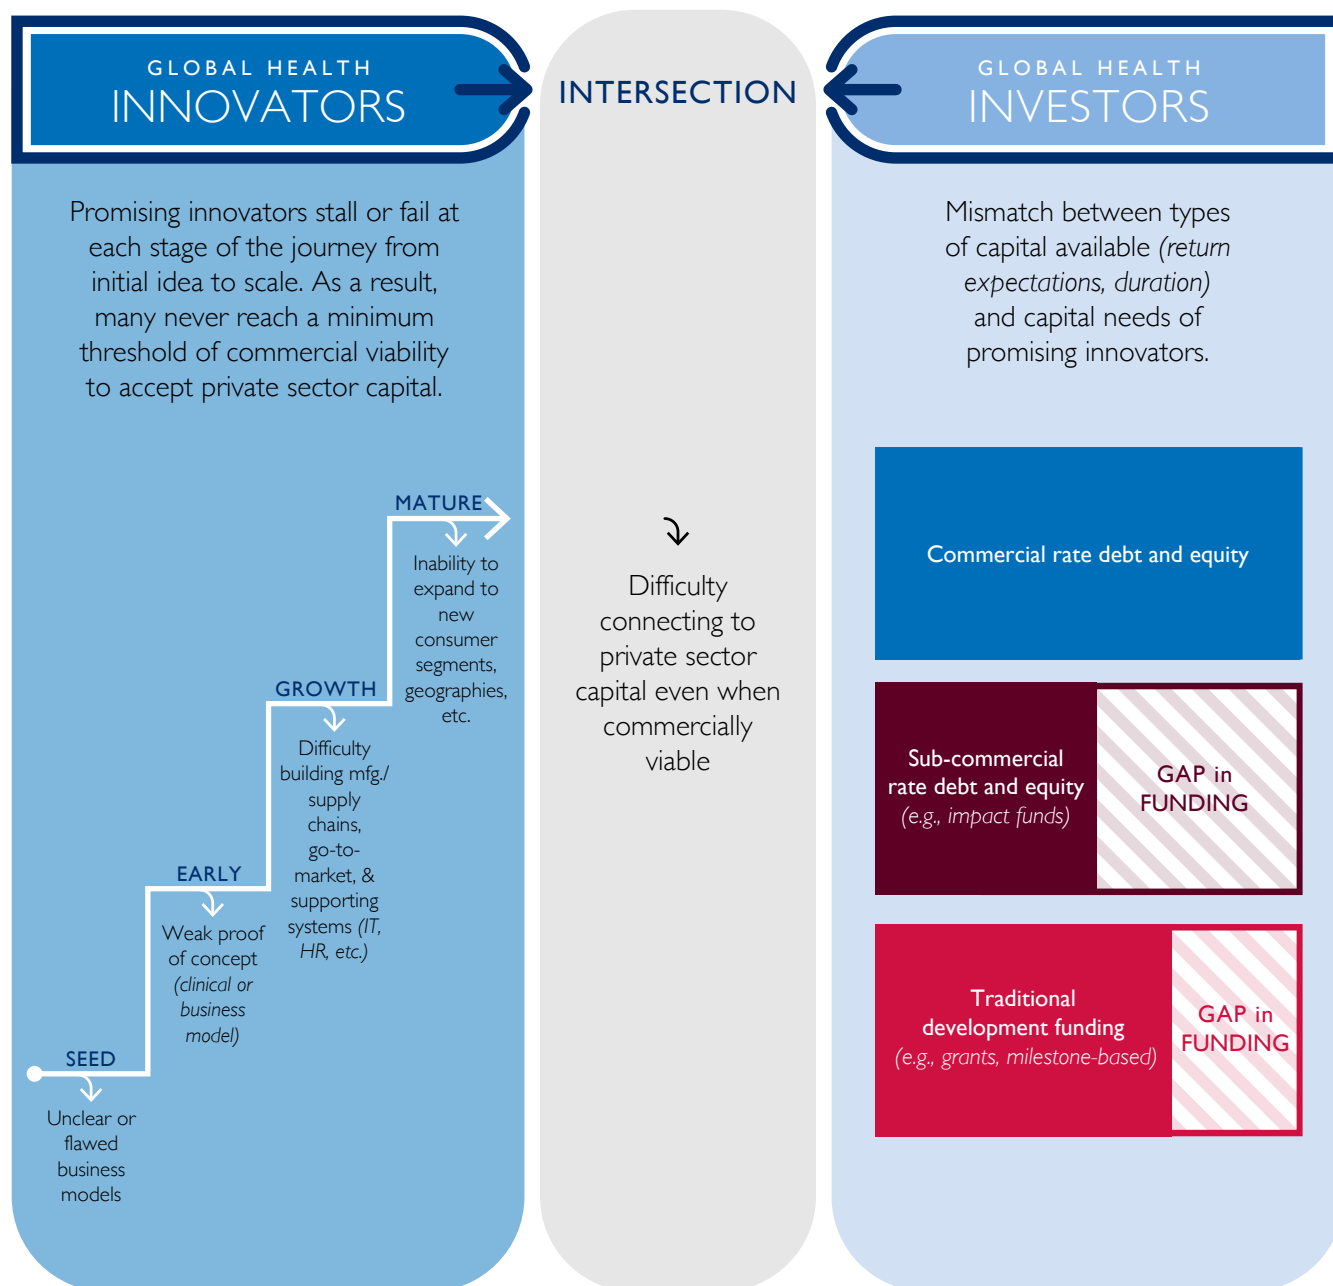 GLOBAL HEALTH
INNOVATORS
Promising innovators stall or fail at
each stage of the journey from
initial idea to scale. As a result,
many never reach a minimum
threshold of commercial viability
to accept private sector capital.
MATURE
Inability to
expand to
new
consumer
segments,
geographies,
etc.
GROWTH
Difficulty
building mfg./
supply
chains,
go-to-
market, &
supporting
systems (IT,
HR, etc.)
EARLY
Weak proof
of concept
(clinical or
business
model)
SEED
Unclear or
flawed
business
models
INTERSECTION
Difficulty
connecting to
private sector
capital even when
commercially
viable
GLOBAL HEALTH
INVESTORS
Mismatch between types
of capital available (return
expectations, duration)
and capital needs of
promising innovators.
Commercial rate debt and equity
Sub-commercial
rate debt and equity
(e.g., impact funds)
GAP in
FUNDING
Traditional
development funding
(e.g., grants, milestone-based)
GAP in
FUNDING